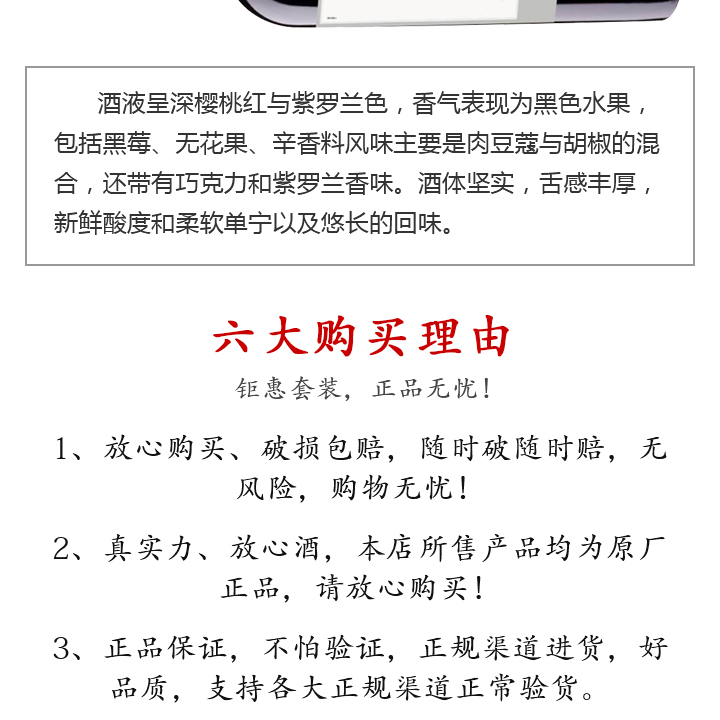 酒液呈深樱桃红与紫罗兰色，香气表现为黑色水果，
包括黑莓、无花果、辛香料风味主要是肉豆蔻与胡椒的混
合，还带有巧克力和紫罗兰香味。酒体坚实，舌感丰厚，
新鲜酸度和柔软单宁以及悠长的回味。
六大购买理由
钜惠套装，正品无忧！
1、放心购买、破损包赔，随时破随时赔，无
风险，购物无忧！
2、真实力、放心酒，本店所售产品均为原厂
正品，请放心购买！
3、正品保证，不怕验证，正规渠道进货，好
品质，支持各大正规渠道正常验货。